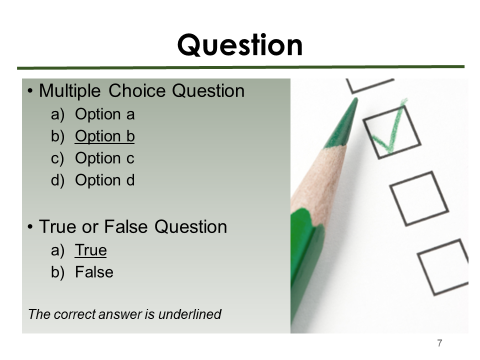 Question
• Multiple Choice Question
a) Option a
b) Option b
c) Option c
d) Option d
• True or False Question
a) True
b) False
The correct answer is underlined
7